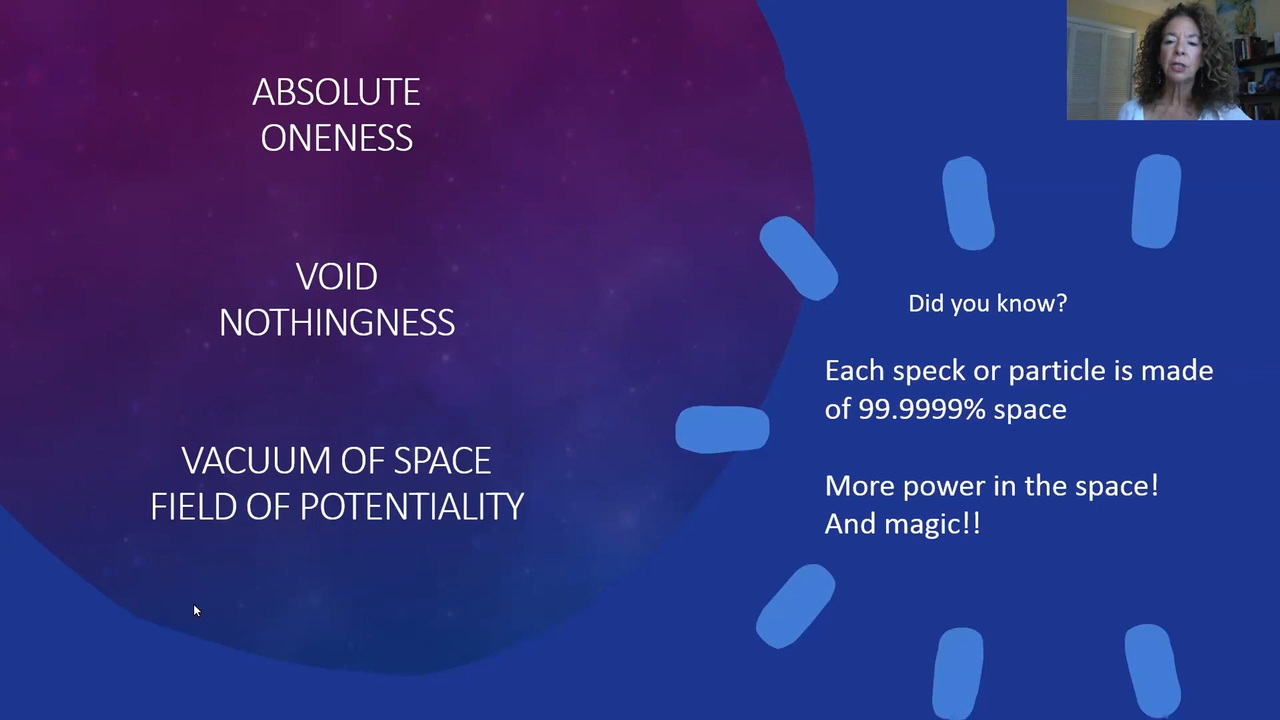 ABSOLUTE
ONENESS
VOID
NOTHINGNESS
VACUUM OF SPACE
FIELD OF POTENTIALITY
Did you know?
Each speck or particle is made
of 99.9999% space
More power in the space!
And magic!!